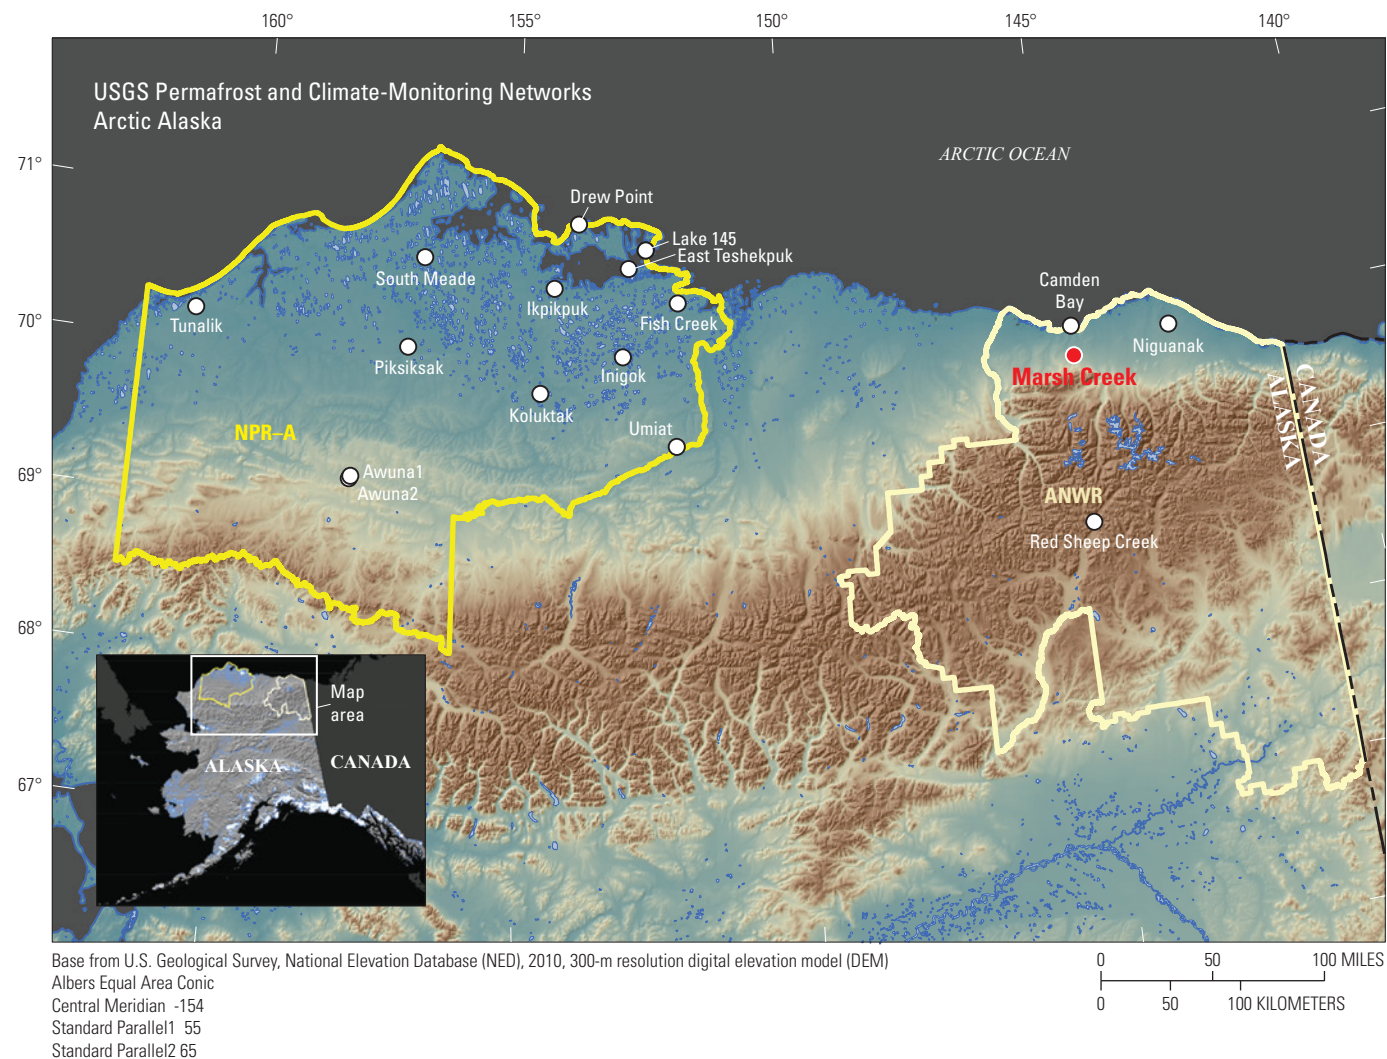 160°
155°
150°
145°
140°
USGS Permafrost and Climate-Monitoring Networks
Arctic Alaska
71°
70°
69°
68°
67°
ARCTIC OCEAN
Drew Point
Lake 145
East Teshekpuk
South Meade
Ikpikpuk
Fish Creek
Tunalik
Piksiksak
Inigok
Koluktak
Umiat
NPR–A
Awuna1
Awuna2
Camden
Bay
Niguanak
Marsh Creek
CANADA
ALASKA
ANWR
Red Sheep Creek
Map
area
ALASKA
CANADA
Base from U.S. Geological Survey, National Elevation Database (NED), 2010, 300-m resolution digital elevation model (DEM)
Albers Equal Area Conic
Central Meridian -154
Standard Parallel1 55
Standard Parallel2 65
0 50 100 MILES
0 50 100 KILOMETERS